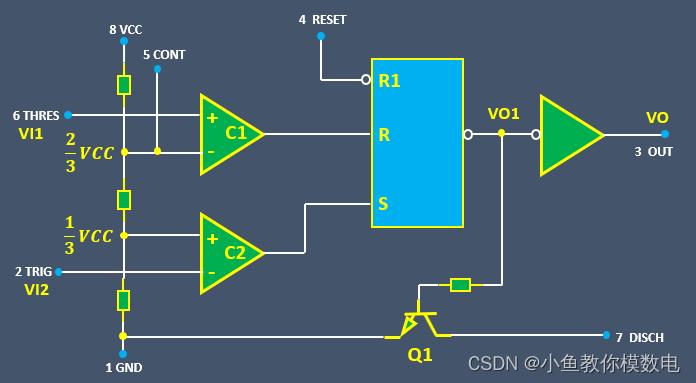 4 RESET
8 VCC
5 CONT
R1
6 THRES
VI1
+
C1
-
R
VO1
VO
3 OUT
2/3 VCC
S
1/3 VCC
+
C2
-
2 TRIG
VI2
7 DISCH
Q1
1 GND
CSDN @小鱼教你模数电